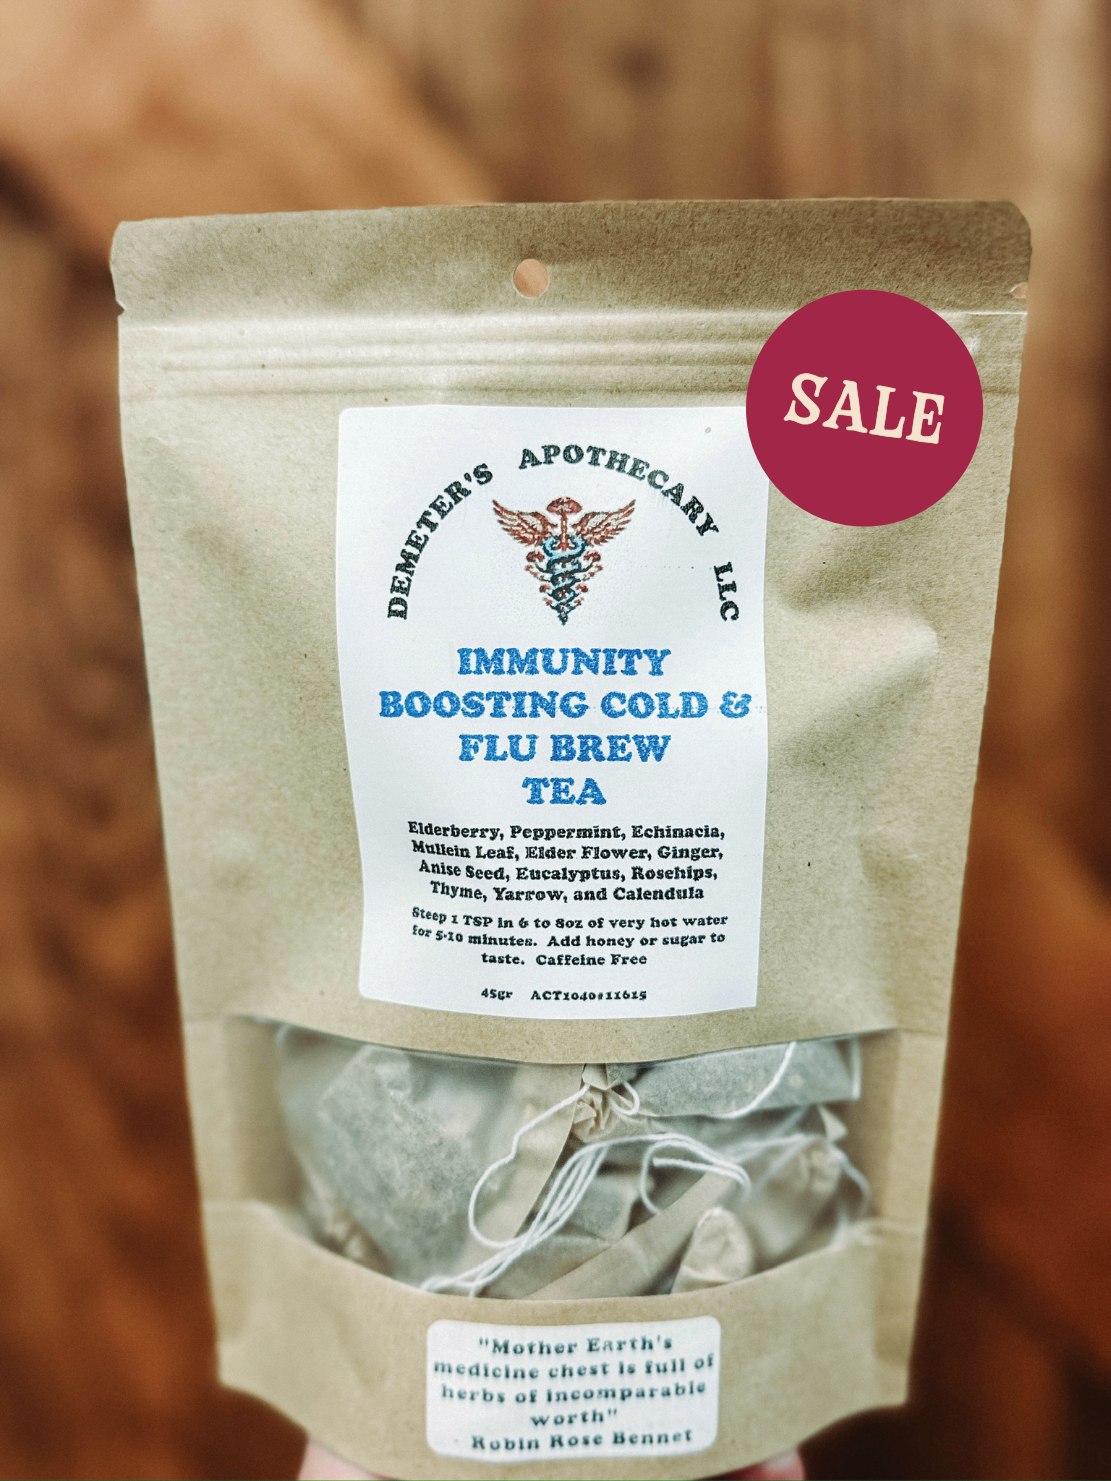 SALE
DEMETER'S APOTHECARY LLC
IMMUNITY
BOOSTING COLD &
FLU BREW
TEA
Elderberry, Peppermint, Echinacia,
Mullein Leaf, Elder Flower, Ginger,
Anise Seed, Eucalyptus, Rosehips,
Thyme, Yarrow, and Calendula
Steep 1 TSP in 6 to 8oz of very hot water
for 5-10 minutes. Add honey or sugar to
taste. Caffeine Free
45gr
"Mother Earth's
medicine chest is full of
herbs of incomparable
worth"
Robin Rose Bennet